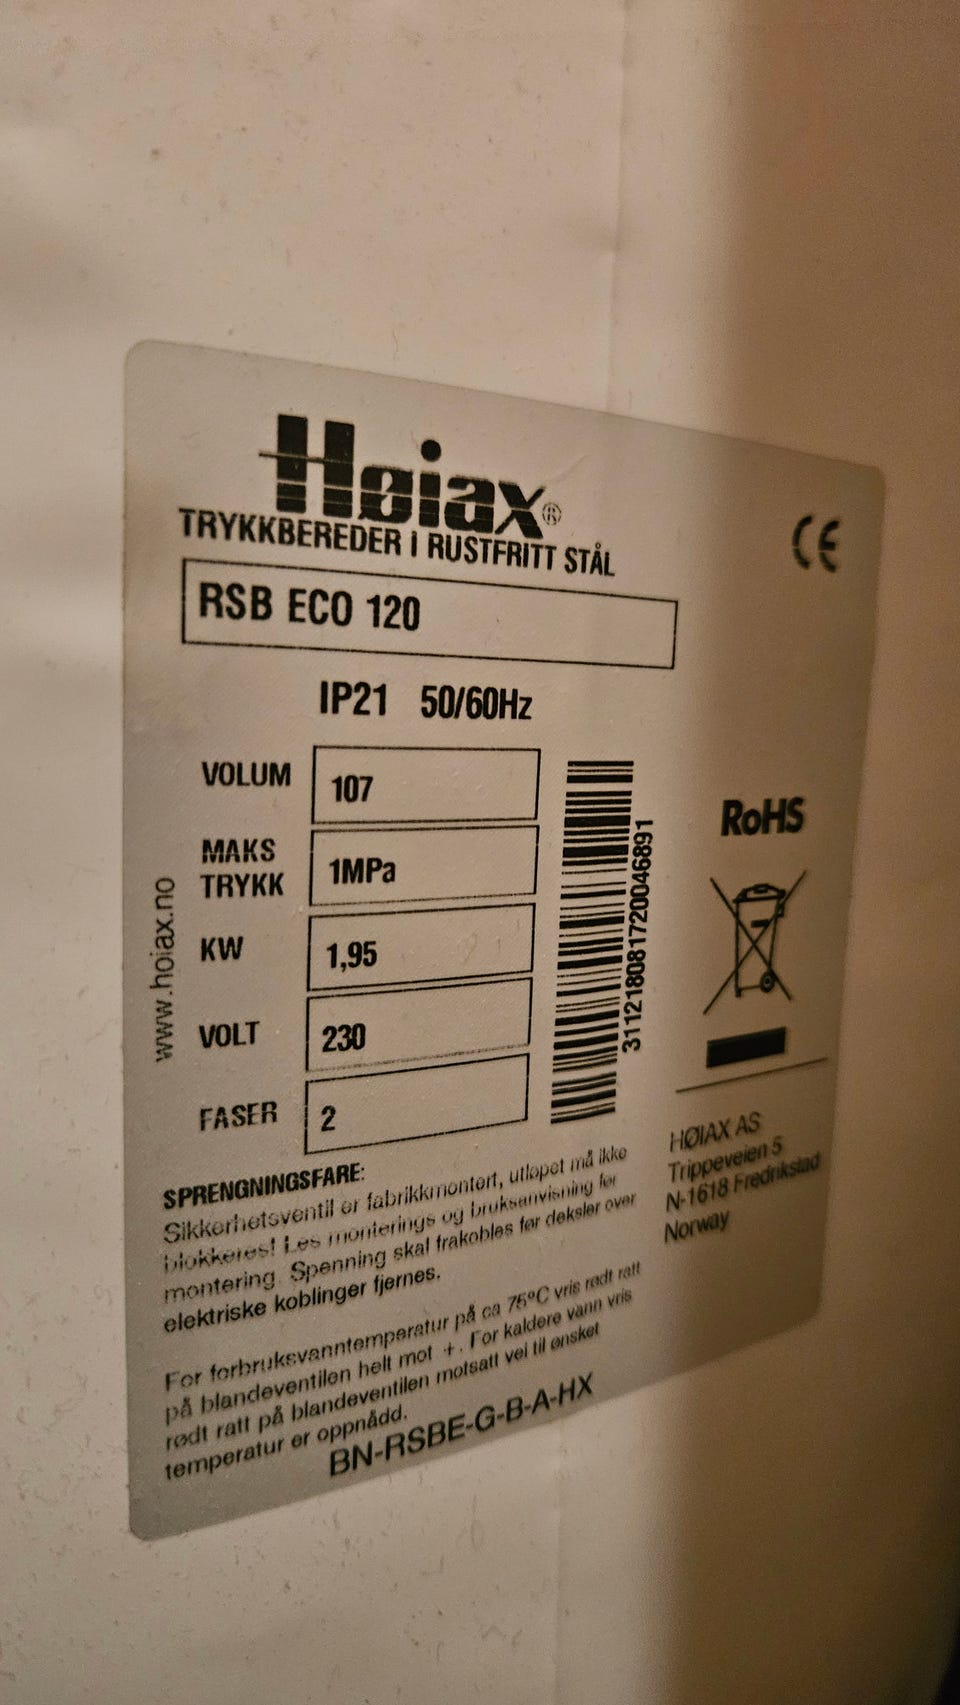 Høiax®
TRYKKBEREDER I RUSTFRITT STÅL
CE
RSB ECO 120
IP21 50/60Hz
VOLUM 107
MAKS TRYKK 1MPa
KW 1,95
VOLT 230
FASER 2
www.hoiax.no
3112180817200468​91
RoHS
HØIAX AS
Trippeveien 5
N-1618 Fredrikstad
Norway
SPRENGNINGSFARE:
Sikkerhetsventil er fabrikkmontert, utløpet må ikke
blokkeres! Les monterings og bruksanvisning før
montering. Spenning skal frakobles før deksler over
elektriske koblinger fjernes.
For forbruksvanntemperatur på ca 75ºC vris rødt ratt
på blandeventilen helt mot +. For kaldere vann vris
rødt ratt på blandeventilen motsatt vei til ønsket
temperatur er oppnådd.
BN-RSBE-G-B-A-HX